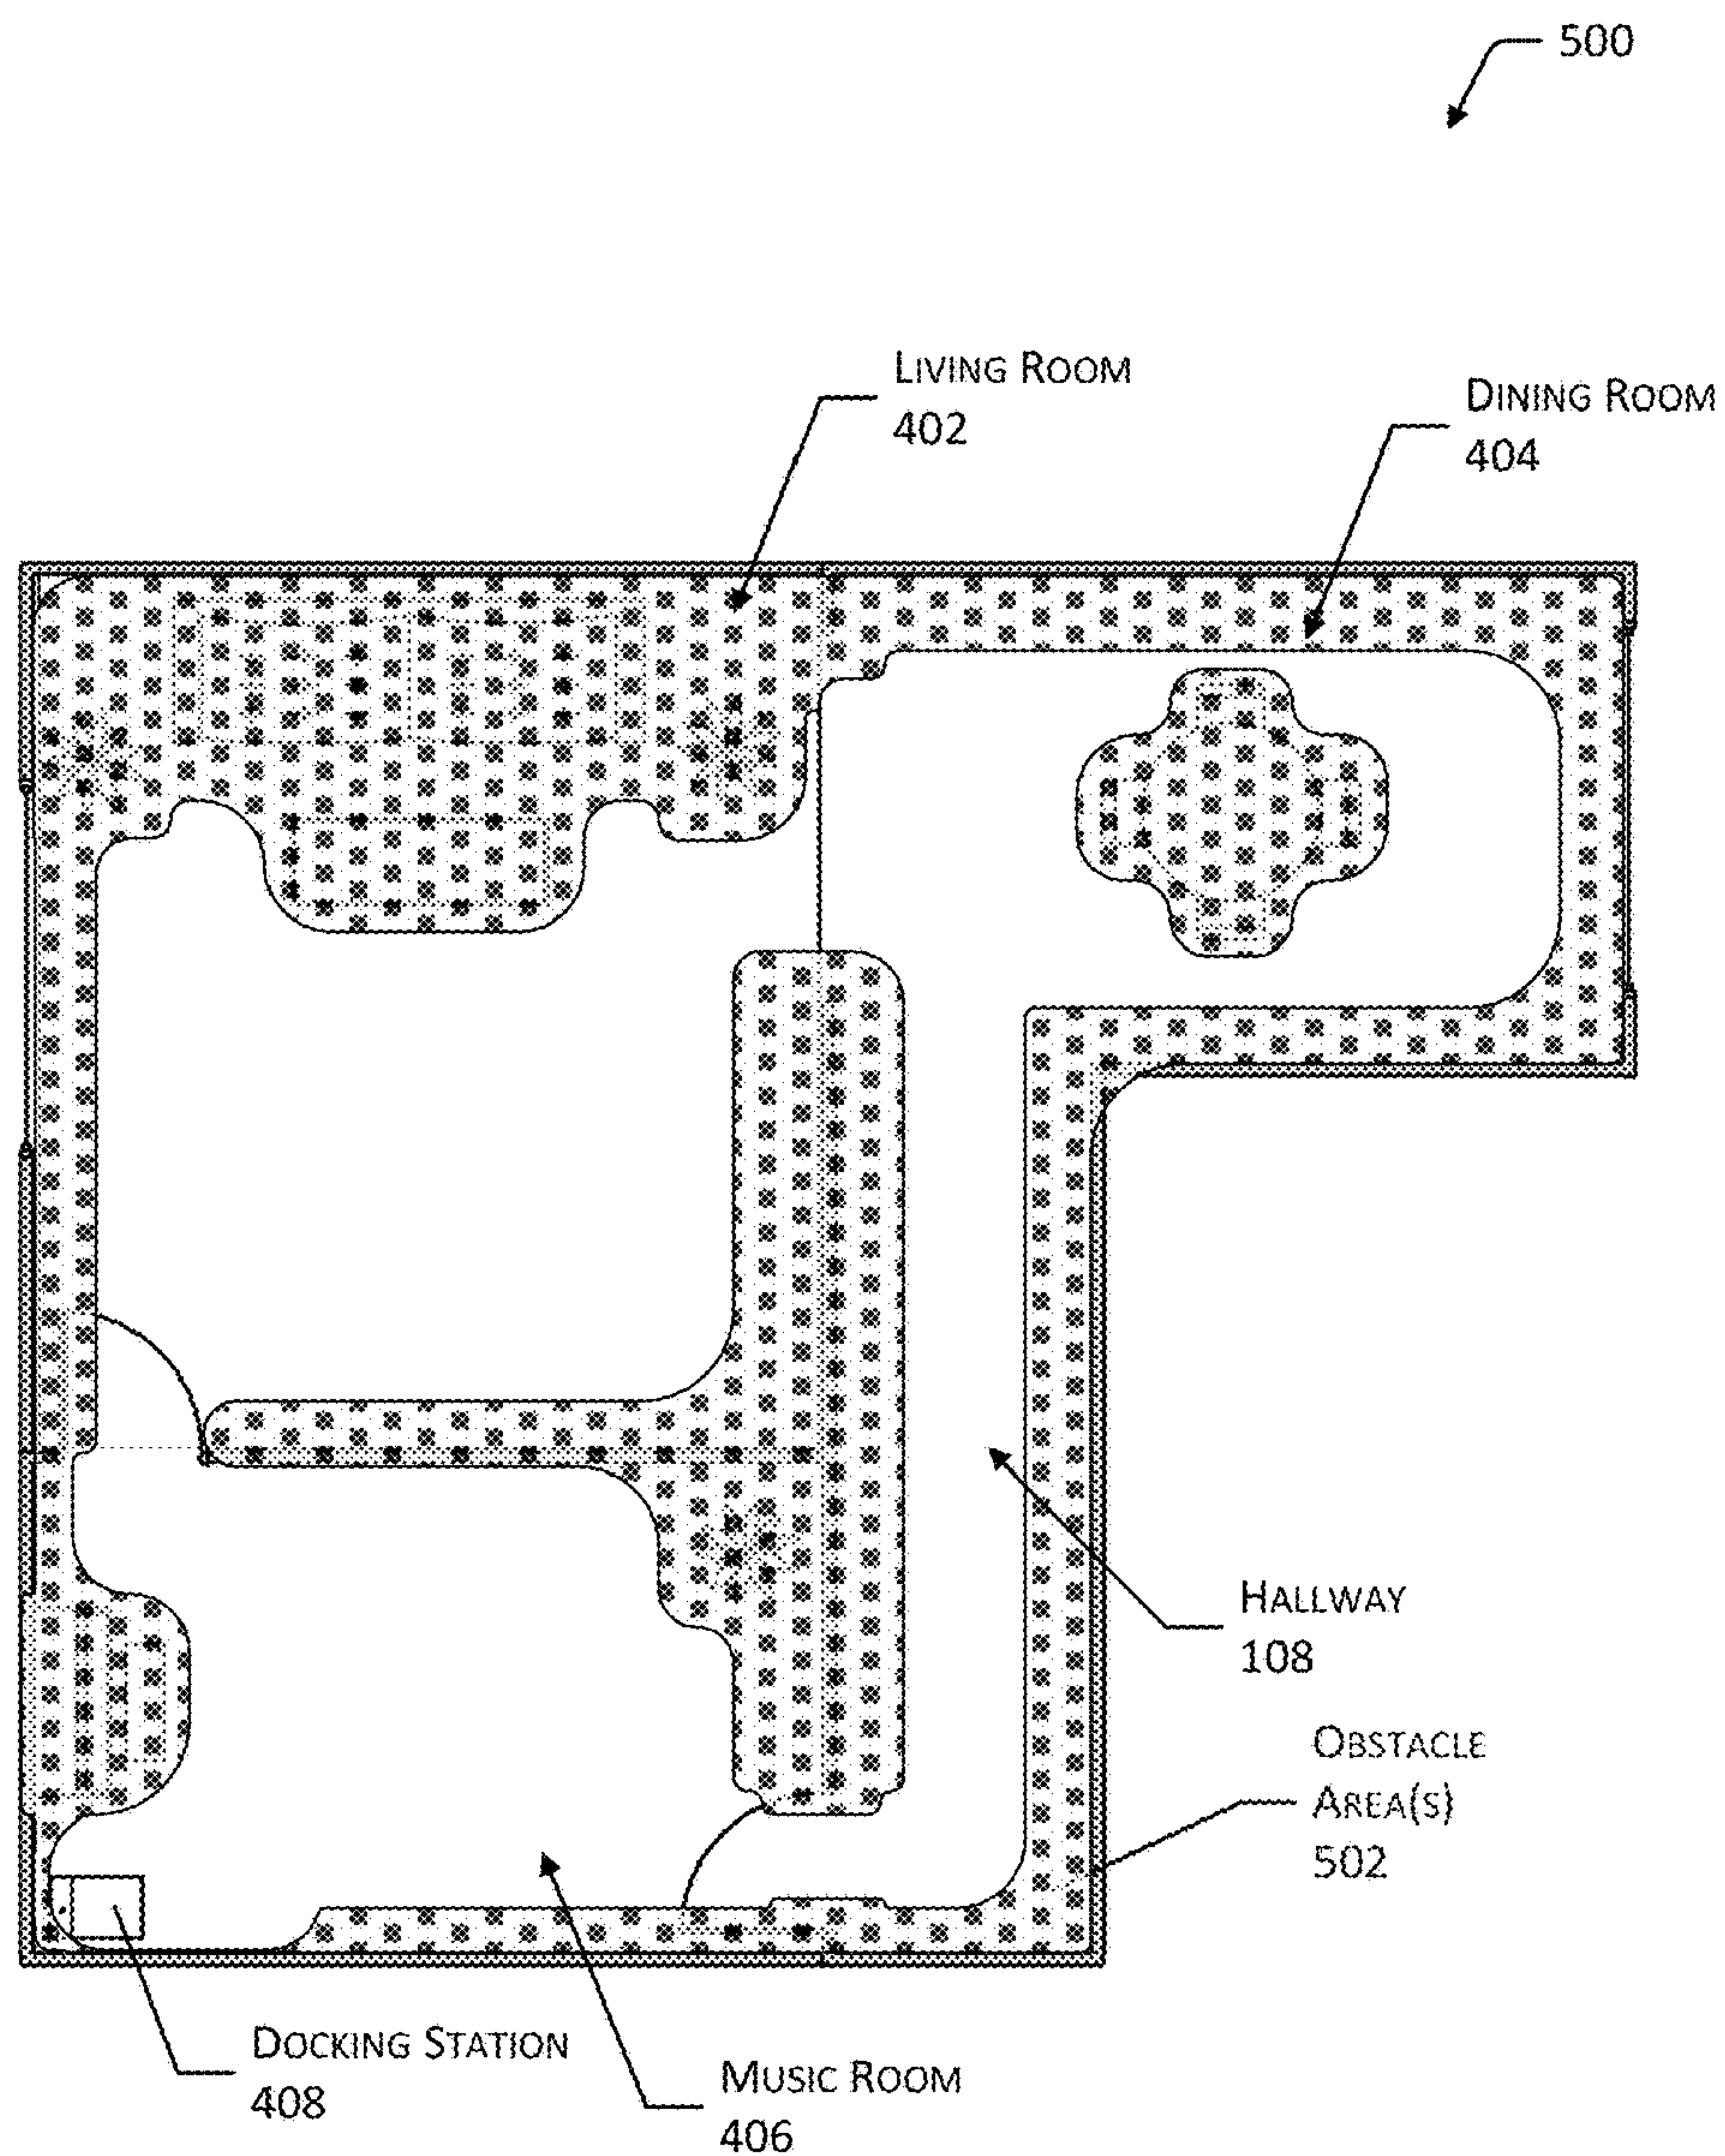 500
LIVING ROOM
402
DINING ROOM
404
HALLWAY
108
OBSTACLE
AREA(S)
502
DOCKING STATION
408
MUSIC ROOM
406